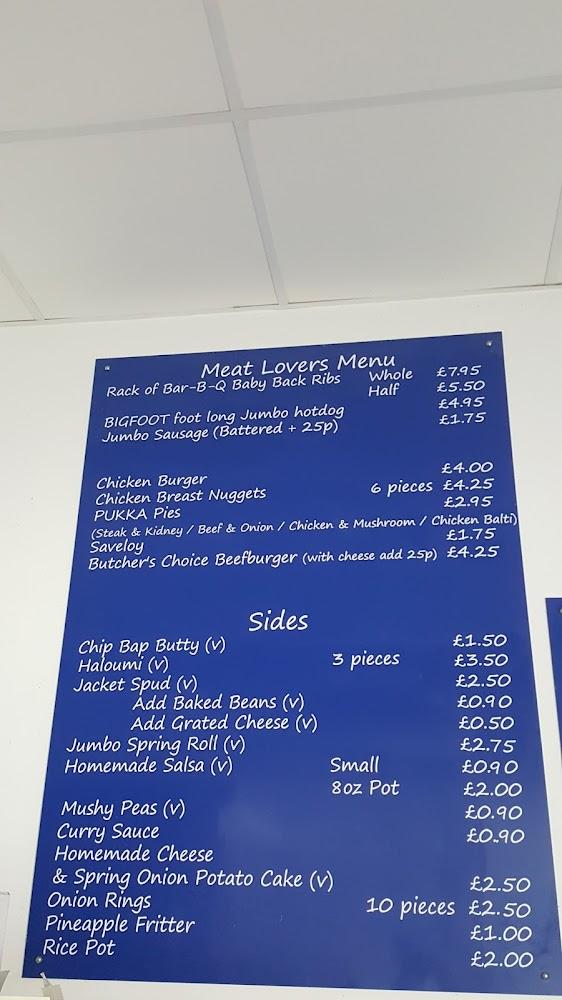 Meat Lovers Menu
Rack of Bar-B-Q Baby Back Ribs Whole £7.95
Half £5.50
BIGFOOT foot long Jumbo hotdog £4.95
Jumbo Sausage (Battered + 25p) £1.75
Chicken Burger £4.00
Chicken Breast Nuggets 6 pieces £4.25
PUKKA Pies £2.95
(Steak & Kidney / Beef & Onion / Chicken & Mushroom / Chicken Balti)
Saveloy £1.75
Butcher's Choice Beefburger (with cheese add 25p) £4.25
Sides
Chip Bap Butty (v) £1.50
Haloumi (v) 3 pieces £3.50
Jacket Spud (v) £2.50
Add Baked Beans (v) £0.90
Add Grated Cheese (v) £0.50
Jumbo Spring Roll (v) £2.75
Homemade Salsa (v) Small £0.90
8oz Pot £2.00
Mushy Peas (v) £0.90
Curry Sauce £0.90
Homemade Cheese
& Spring Onion Potato Cake (v) £2.50
Onion Rings 10 pieces £2.50
Pineapple Fritter £1.00
Rice Pot £2.00